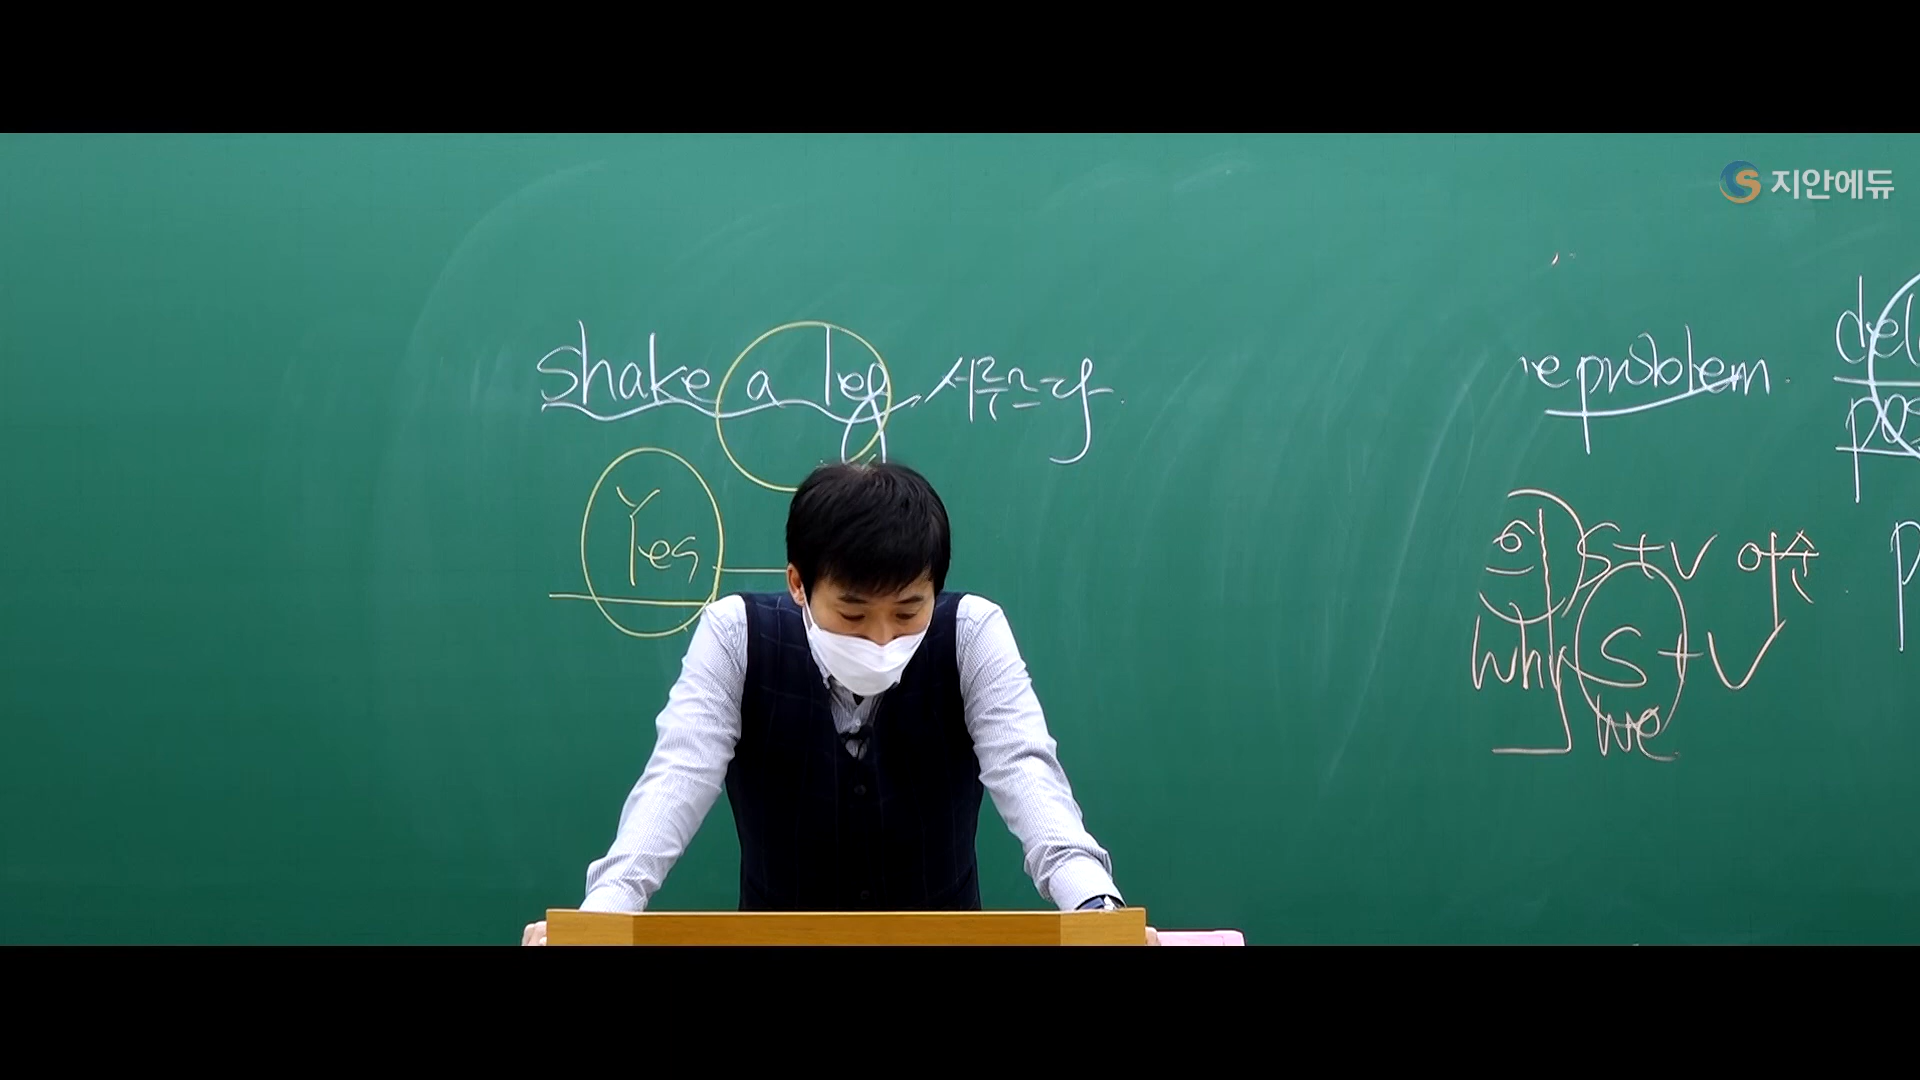 지안에듀
shake a leg 서두르다
Yes
problem
의 S+V 어순
why S+V
we